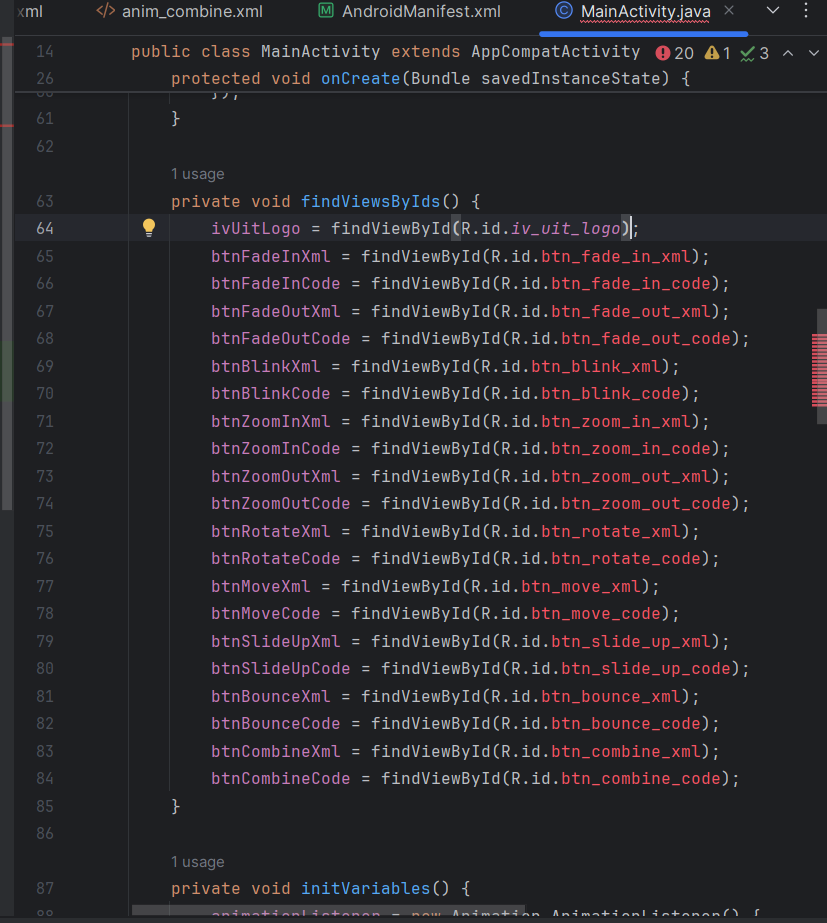 xml </> anim_combine.xml M AndroidManifest.xml C MainActivity.java
14 public class MainActivity extends AppCompatActivity 20 1 3
26 protected void onCreate(Bundle savedInstanceState) {
60 });
61 }
62
1 usage
63 private void findViewsByIds() {
64 ivUitLogo = findViewById(R.id.iv_uit_logo);
65 btnFadeInXml = findViewById(R.id.btn_fade_in_xml);
66 btnFadeInCode = findViewById(R.id.btn_fade_in_code);
67 btnFadeOutXml = findViewById(R.id.btn_fade_out_xml);
68 btnFadeOutCode = findViewById(R.id.btn_fade_out_code);
69 btnBlinkXml = findViewById(R.id.btn_blink_xml);
70 btnBlinkCode = findViewById(R.id.btn_blink_code);
71 btnZoomInXml = findViewById(R.id.btn_zoom_in_xml);
72 btnZoomInCode = findViewById(R.id.btn_zoom_in_code);
73 btnZoomOutXml = findViewById(R.id.btn_zoom_out_xml);
74 btnZoomOutCode = findViewById(R.id.btn_zoom_out_code);
75 btnRotateXml = findViewById(R.id.btn_rotate_xml);
76 btnRotateCode = findViewById(R.id.btn_rotate_code);
77 btnMoveXml = findViewById(R.id.btn_move_xml);
78 btnMoveCode = findViewById(R.id.btn_move_code);
79 btnSlideUpXml = findViewById(R.id.btn_slide_up_xml);
80 btnSlideUpCode = findViewById(R.id.btn_slide_up_code);
81 btnBounceXml = findViewById(R.id.btn_bounce_xml);
82 btnBounceCode = findViewById(R.id.btn_bounce_code);
83 btnCombineXml = findViewById(R.id.btn_combine_xml);
84 btnCombineCode = findViewById(R.id.btn_combine_code);
85 }
86
1 usage
87 private void initVariables() {
88 animationListener = new Animation.AnimationListener() {